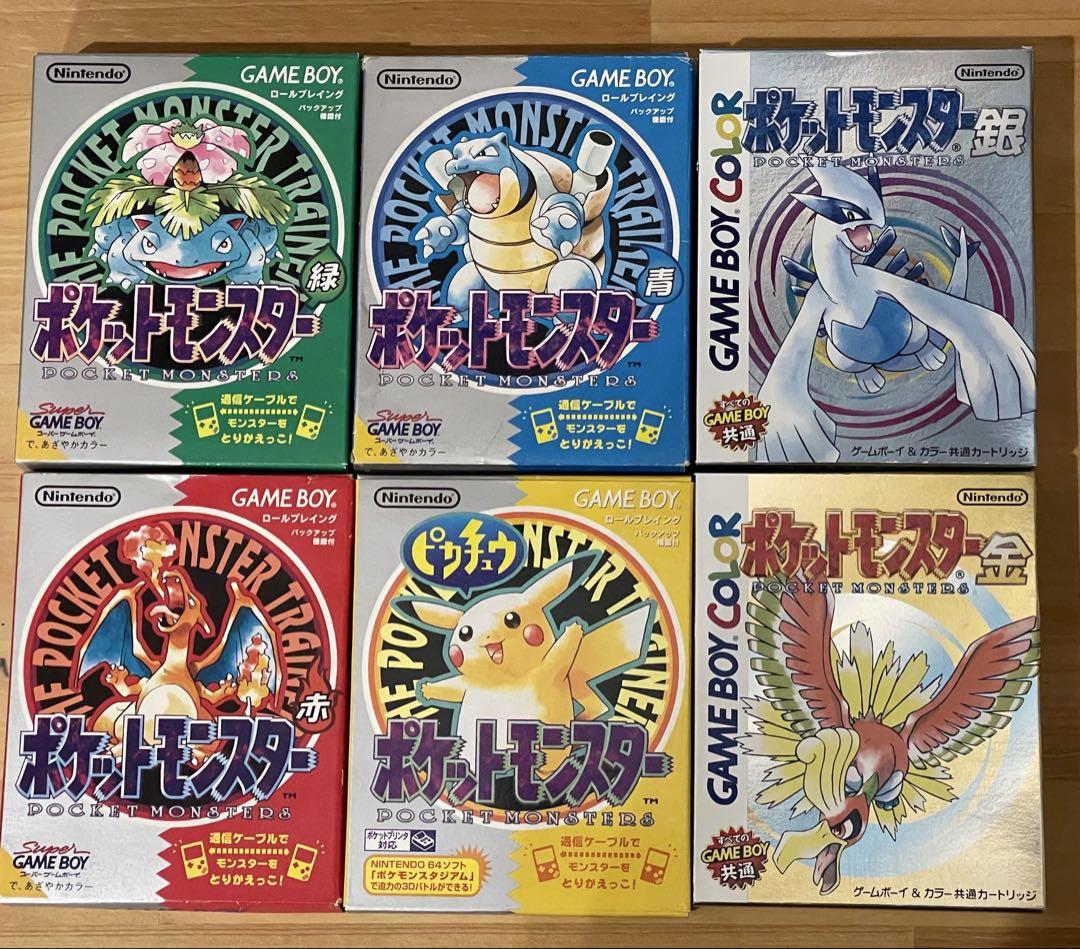 Nintendo
GAME BOY®
ロールプレイング
バックアップ
機能付
THE POCKET MONSTER TRAINER
緑
ポケットモンスター
™
POCKET MONSTERS
Super
GAME BOY
スーパーゲームボーイ®
で、あざやかカラー
通信ケーブルで
モンスターを
とりかえっこ!
Nintendo
GAME BOY®
ロールプレイング
バックアップ
機能付
THE POCKET MONSTER TRAINER
青
ポケットモンスター
™
POCKET MONSTERS
Super
GAME BOY
スーパーゲームボーイ®
で、あざやかカラー
通信ケーブルで
モンスターを
とりかえっこ!
Nintendo
ポケットモンスター®銀
POCKET MONSTERS
GAME BOY® COLOR
すべての
GAME BOY
共通
ゲームボーイ & カラー共通カートリッジ
Nintendo
GAME BOY®
ロールプレイング
バックアップ
機能付
THE POCKET MONSTER TRAINER
赤
ポケットモンスター
™
POCKET MONSTERS
Super
GAME BOY
スーパーゲームボーイ®
で、あざやかカラー
通信ケーブルで
モンスターを
とりかえっこ!
Nintendo
GAME BOY®
ロールプレイング
バックアップ
機能付
ピカチュウ
THE POCKET MONSTER TRAINER
ポケットモンスター
™
POCKET MONSTERS
ポケットプリンタ
対応
NINTENDO 64ソフト
「ポケモンスタジアム」
で迫力の3Dバトルができる!
通信ケーブルで
モンスターを
とりかえっこ!
Nintendo
ポケットモンスター®金
POCKET MONSTERS
GAME BOY® COLOR
すべての
GAME BOY
共通
ゲームボーイ & カラー共通カートリッジ